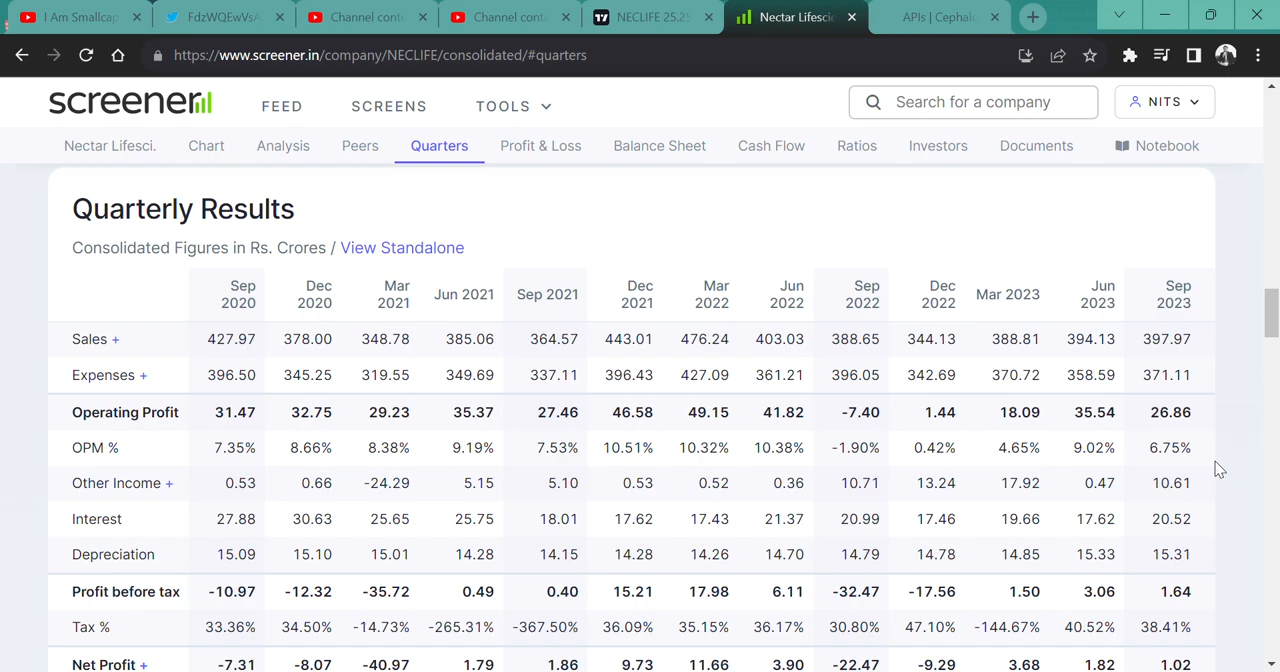 I Am Smallcap
FdzWQEwVsA
Channel conte
Channel conte
NECLIFE 25.25
Nectar Lifescie
APIs | Cephalo
https://www.screener.in/company/NECLIFE/consolidated/#quarters
screener FEED SCREENS TOOLS Search for a company NITS
Nectar Lifesci. Chart Analysis Peers Quarters Profit & Loss Balance Sheet Cash Flow Ratios Investors Documents Notebook
Quarterly Results
Consolidated Figures in Rs. Crores / View Standalone
Sep 2020 Dec 2020 Mar 2021 Jun 2021 Sep 2021 Dec 2021 Mar 2022 Jun 2022 Sep 2022 Dec 2022 Mar 2023 Jun 2023 Sep 2023
Sales + 427.97 378.00 348.78 385.06 364.57 443.01 476.24 403.03 388.65 344.13 388.81 394.13 397.97
Expenses + 396.50 345.25 319.55 349.69 337.11 396.43 427.09 361.21 396.05 342.69 370.72 358.59 371.11
Operating Profit 31.47 32.75 29.23 35.37 27.46 46.58 49.15 41.82 -7.40 1.44 18.09 35.54 26.86
OPM % 7.35% 8.66% 8.38% 9.19% 7.53% 10.51% 10.32% 10.38% -1.90% 0.42% 4.65% 9.02% 6.75%
Other Income + 0.53 0.66 -24.29 5.15 5.10 0.53 0.52 0.36 10.71 13.24 17.92 0.47 10.61
Interest 27.88 30.63 25.65 25.75 18.01 17.62 17.43 21.37 20.99 17.46 19.66 17.62 20.52
Depreciation 15.09 15.10 15.01 14.28 14.15 14.28 14.26 14.70 14.79 14.78 14.85 15.33 15.31
Profit before tax -10.97 -12.32 -35.72 0.49 0.40 15.21 17.98 6.11 -32.47 -17.56 1.50 3.06 1.64
Tax % 33.36% 34.50% -14.73% -265.31% -367.50% 36.09% 35.15% 36.17% 30.80% 47.10% -144.67% 40.52% 38.41%
Net Profit + -7.31 -8.07 -40.97 1.79 1.86 9.73 11.66 3.90 -22.47 -9.29 3.68 1.82 1.02